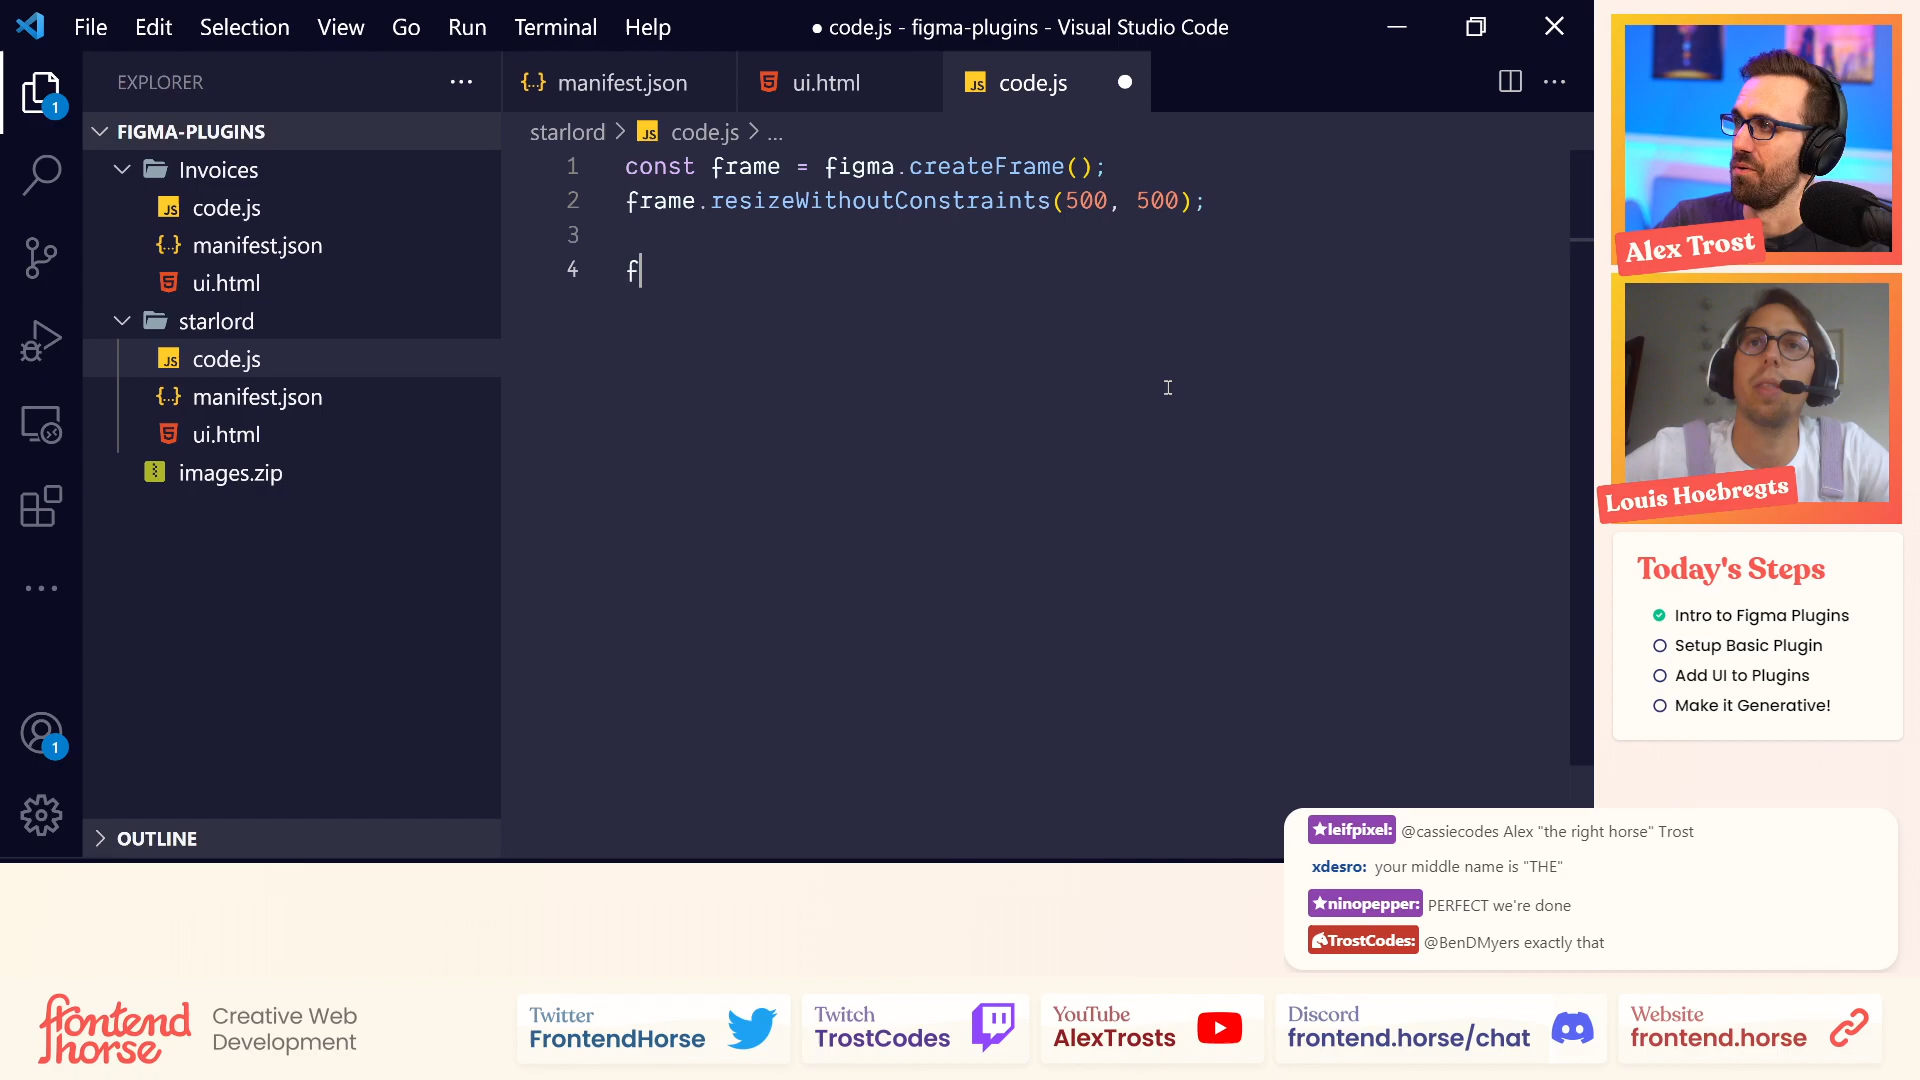 File Edit Selection View Go Run Terminal Help
● code.js - figma-plugins - Visual Studio Code
EXPLORER
FIGMA-PLUGINS
Invoices
code.js
manifest.json
ui.html
starlord
code.js
manifest.json
ui.html
images.zip
OUTLINE
1
1
manifest.json ui.html code.js
starlord > JS code.js > ...
1 const frame = figma.createFrame();
2 frame.resizeWithoutConstraints(500, 500);
3
4 f
Alex Trost
Louis Hoebregts
Today's Steps
Intro to Figma Plugins
Setup Basic Plugin
Add UI to Plugins
Make it Generative!
leifpixel: @cassiecodes Alex "the right horse" Trost
xdesro: your middle name is "THE"
ninopepper: PERFECT we're done
TrostCodes: @BenDMyers exactly that
frontend horse
Creative Web Development
Twitter
FrontendHorse
Twitch
TrostCodes
YouTube
AlexTrosts
Discord
frontend.horse/chat
Website
frontend.horse